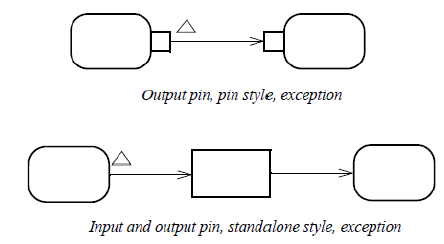 Output pin, pin style, exception
Input and output pin, standalone style, exception